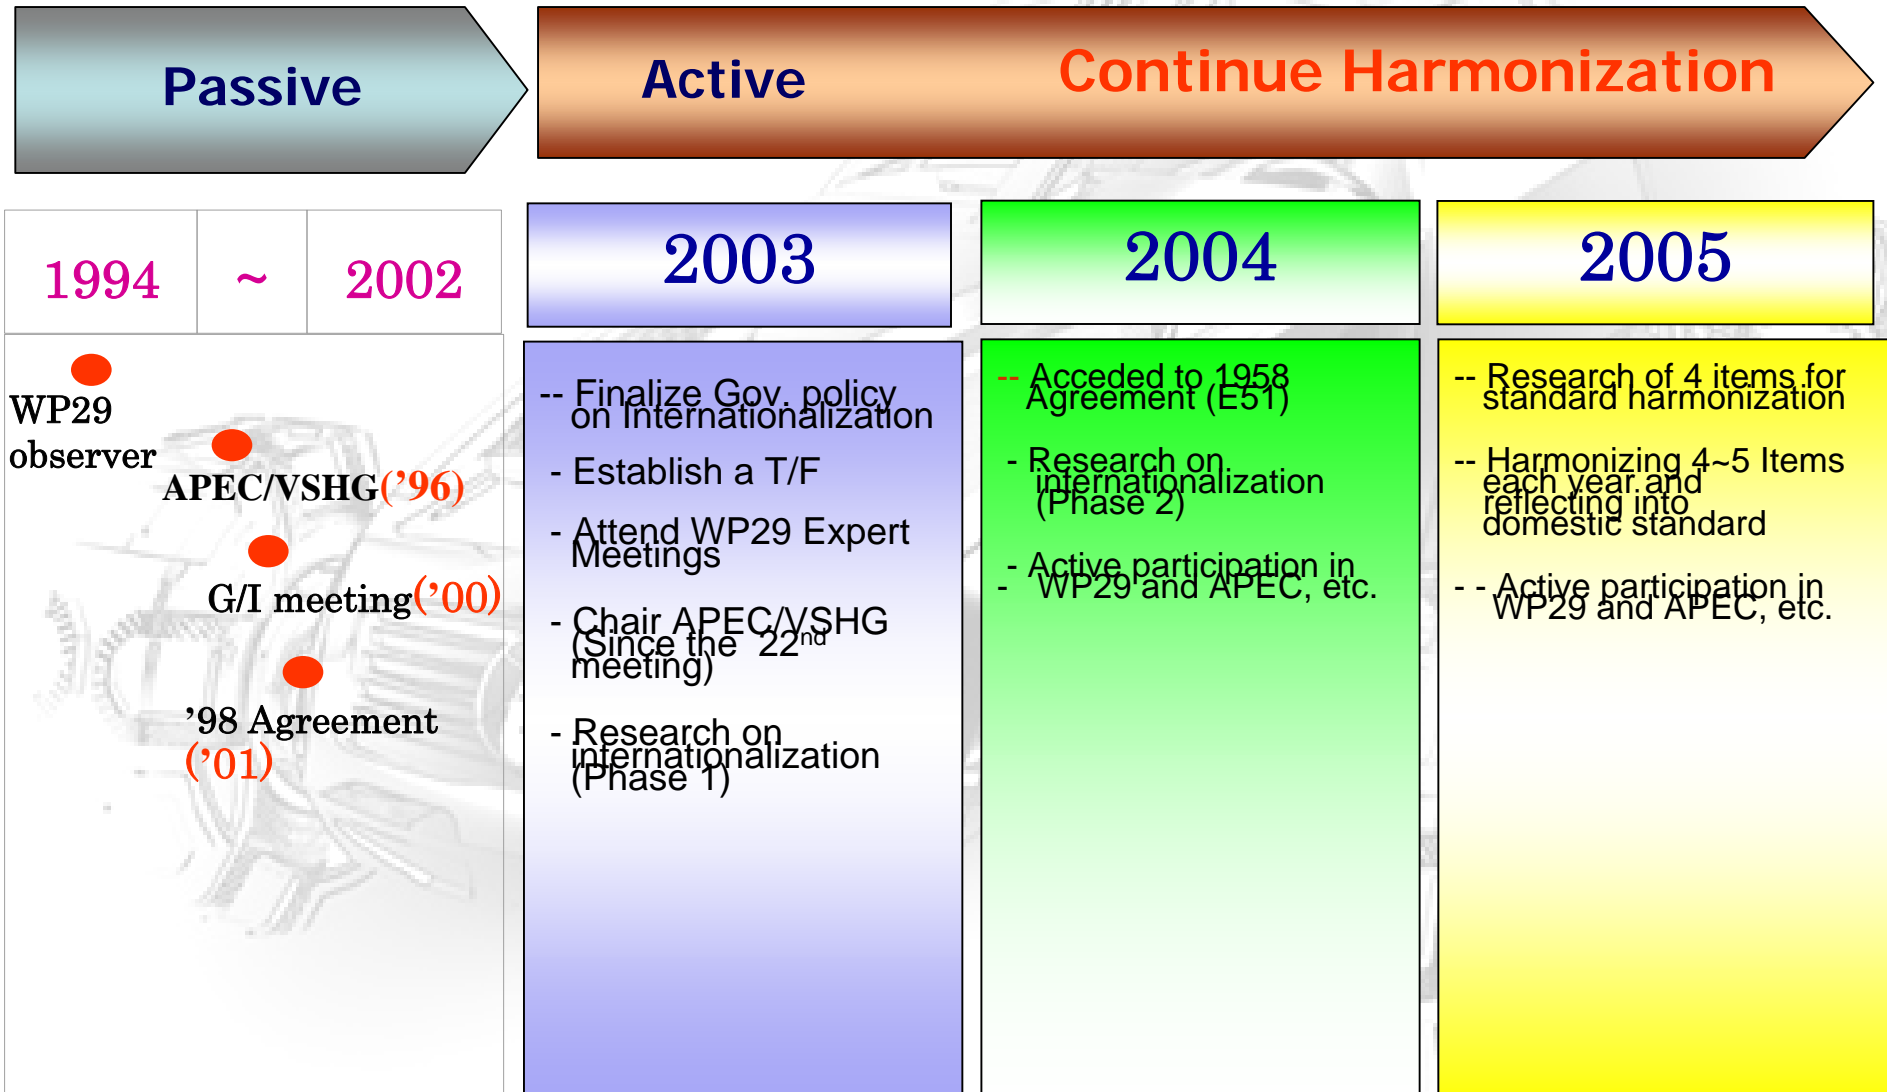 Passive
Active
Continue Harmonization
1994 ~ 2002
2003
2004
2005
WP29
observer
APEC/VSHG('96)
G/I meeting('00)
'98 Agreement
('01)
-- Finalize Gov. policy
on Internationalization
- Establish a T/F
- Attend WP29 Expert
Meetings
- Chair APEC/VSHG
(Since the 22nd
meeting)
- Research on
internationalization
(Phase 1)
-- Acceded to 1958
Agreement (E51)
- Research on
internationalization
(Phase 2)
- Active participation in
- WP29 and APEC, etc.
-- Research of 4 items for
standard harmonization
-- Harmonizing 4~5 Items
each year and
reflecting into
domestic standard
- - Active participation in
WP29 and APEC, etc.